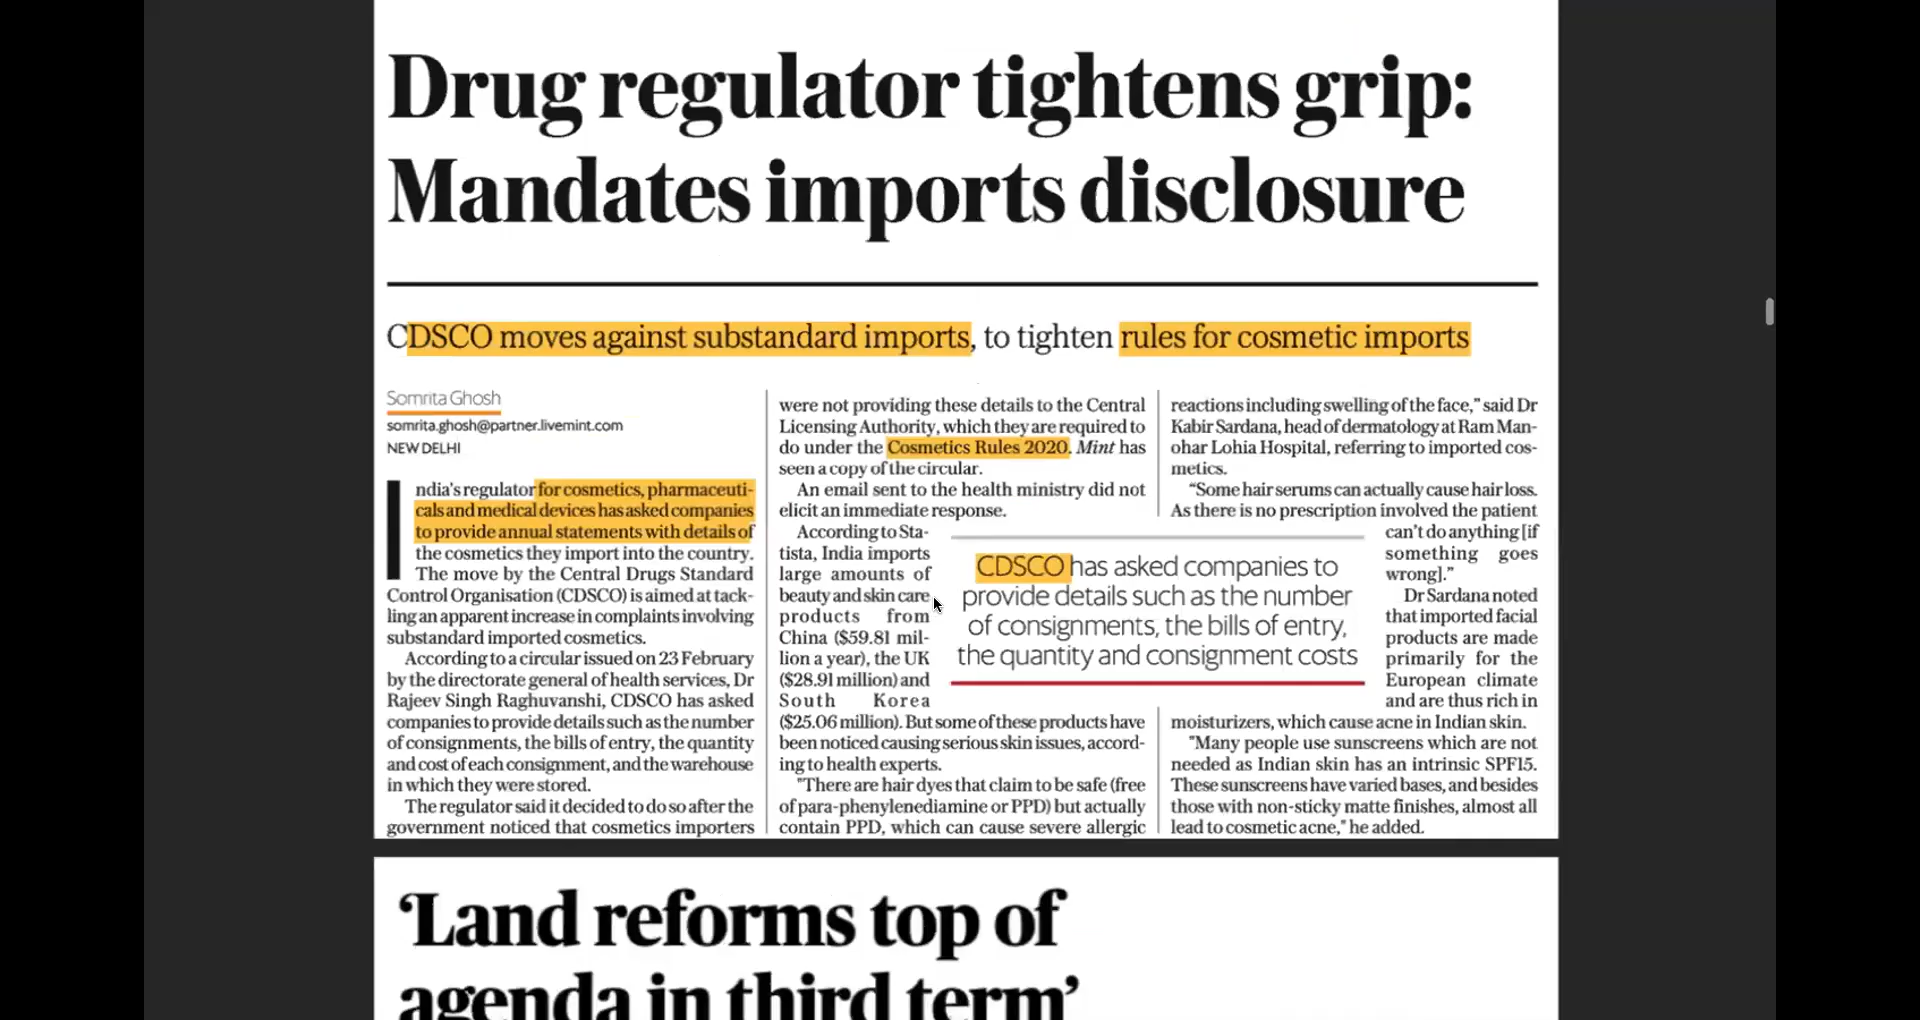 Drug regulator tightens grip:
Mandates imports disclosure
CDSCO moves against substandard imports, to tighten rules for cosmetic imports
Somrita Ghosh
somrita.ghosh@partner.livemint.com
NEW DELHI
India's regulator for cosmetics, pharmaceuti-
cals and medical devices has asked companies
to provide annual statements with details of
the cosmetics they import into the country.
The move by the Central Drugs Standard
Control Organisation (CDSCO) is aimed at tack-
ling an apparent increase in complaints involving
substandard imported cosmetics.
According to a circular issued on 23 February
by the directorate general of health services, Dr
Rajeev Singh Raghuvanshi, CDSCO has asked
companies to provide details such as the number
of consignments, the bills of entry, the quantity
and cost of each consignment, and the warehouse
in which they were stored.
The regulator said it decided to do so after the
government noticed that cosmetics importers
were not providing these details to the Central
Licensing Authority, which they are required to
do under the Cosmetics Rules 2020. Mint has
seen a copy of the circular.
An email sent to the health ministry did not
elicit an immediate response.
According to Sta-
tista, India imports
large amounts of
beauty and skin care
products from
China ($59.81 mil-
lion a year), the UK
($28.91 million) and
South Korea
($25.06 million). But some of these products have
been noticed causing serious skin issues, accord-
ing to health experts.
"There are hair dyes that claim to be safe (free
of para-phenylenediamine or PPD) but actually
contain PPD, which can cause severe allergic
CDSCO has asked companies to
provide details such as the number
of consignments, the bills of entry,
the quantity and consignment costs
reactions including swelling of the face," said Dr
Kabir Sardana, head of dermatology at Ram Man-
ohar Lohia Hospital, referring to imported cos-
metics.
"Some hair serums can actually cause hair loss.
As there is no prescription involved the patient
can't do anything [if
something goes
wrong]."
Dr Sardana noted
that imported facial
products are made
primarily for the
European climate
and are thus rich in
moisturizers, which cause acne in Indian skin.
"Many people use sunscreens which are not
needed as Indian skin has an intrinsic SPF15.
These sunscreens have varied bases, and besides
those with non-sticky matte finishes, almost all
lead to cosmetic acne," he added.
'Land reforms top of
agenda in third term'